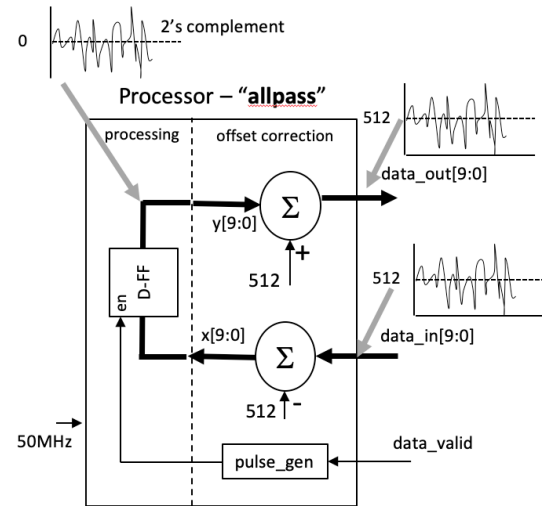 0
2's complement
Processor – "allpass"
processing
offset correction
512
data_out[9:0]
Σ
y[9:0]
+
512
D-FF
en
512
x[9:0]
Σ
data_in[9:0]
512
-
50MHz
pulse_gen
data_valid